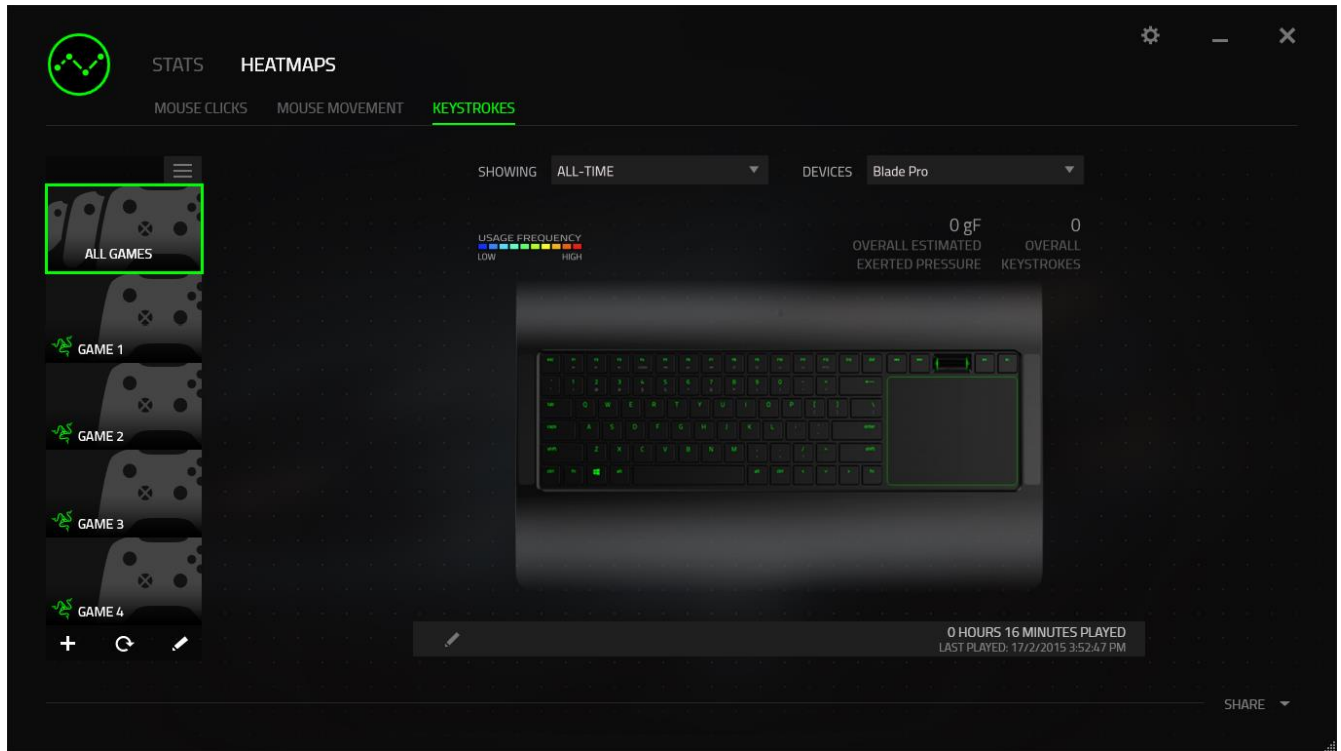 STATS HEATMAPS
MOUSE CLICKS MOUSE MOVEMENT KEYSTROKES
SHOWING ALL-TIME DEVICES Blade Pro
USAGE FREQUENCY
LOW HIGH
0 gF 0
OVERALL ESTIMATED OVERALL
EXERTED PRESSURE KEYSTROKES
ALL GAMES
GAME 1
GAME 2
GAME 3
GAME 4
Q W E R T Y U I O P
A S D F G H J K L
Z X C V B N M
0 HOURS 16 MINUTES PLAYED
LAST PLAYED: 17/2/2015 3:52:47 PM
SHARE